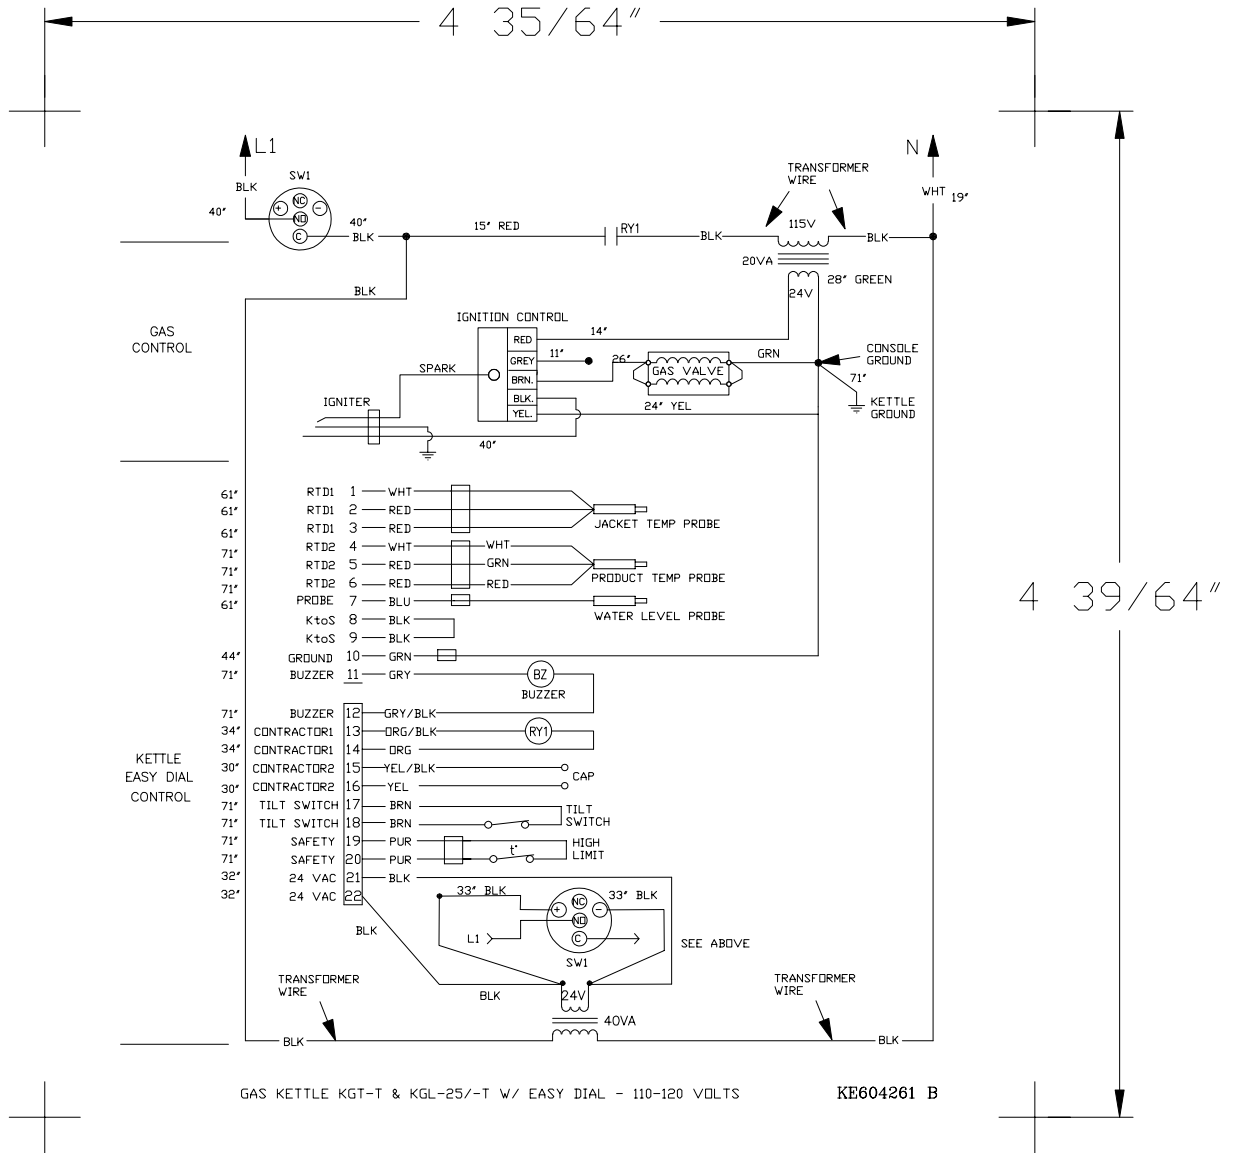 4 35/64"
L1
N
SW1
TRANSFORMER
WIRE
BLK
WHT 19"
40"
NC
+
-
NO
C
40"
BLK
15" RED
RY1
BLK
115V
BLK
20VA
28" GREEN
24V
BLK
GAS
CONTROL
IGNITION CONTROL
RED
14"
GREY
11"
BRN.
26"
GAS VALVE
GRN
CONSOLE
GROUND
71"
KETTLE
GROUND
SPARK
BLK.
YEL.
24" YEL
IGNITER
40"
61" RTD1 1 WHT
61" RTD1 2 RED
JACKET TEMP PROBE
61" RTD1 3 RED
71" RTD2 4 WHT WHT
71" RTD2 5 RED GRN
PRODUCT TEMP PROBE
71" RTD2 6 RED RED
61" PROBE 7 BLU
WATER LEVEL PROBE
KtoS 8 BLK
KtoS 9 BLK
44" GROUND 10 GRN
71" BUZZER 11 GRY BZ
BUZZER
4 39/64"
71" BUZZER 12 GRY/BLK
34" CONTRACTOR1 13 ORG/BLK RY1
34" CONTRACTOR1 14 ORG
30" CONTRACTOR2 15 YEL/BLK
CAP
30" CONTRACTOR2 16 YEL
71" TILT SWITCH 17 BRN
TILT
SWITCH
71" TILT SWITCH 18 BRN
71" SAFETY 19 PUR
HIGH
LIMIT
71" SAFETY 20 PUR t°
32" 24 VAC 21 BLK
32" 24 VAC 22
KETTLE
EASY DIAL
CONTROL
33" BLK
33" BLK
NC
+
-
NO
C
L1
SW1
BLK
SEE ABOVE
TRANSFORMER
WIRE
BLK
24V
TRANSFORMER
WIRE
40VA
BLK
BLK
GAS KETTLE KGT-T & KGL-25/-T W/ EASY DIAL - 110-120 VOLTS
KE604261 B